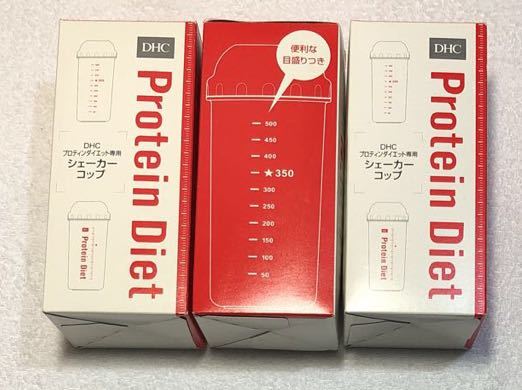 DHC
Protein Diet
DHC
プロティンダイエット専用
シェーカー
コップ
Protein Diet
便利な
目盛りつき
500
450
400
★350
300
250
200
150
100
50
DHC
Protein Diet
DHC
プロティンダイエット専用
シェーカー
コップ
Protein Diet